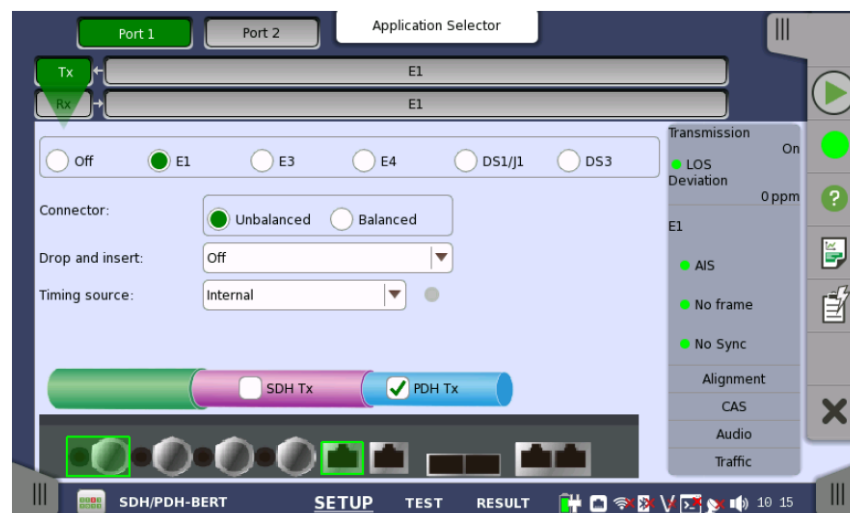 Port 1
Port 2
Application Selector
Tx
E1
Rx
E1
Off
E1
E3
E4
DS1/J1
DS3
Connector:
Unbalanced
Balanced
Drop and insert:
Off
Timing source:
Internal
SDH Tx
PDH Tx
Transmission
On
LOS
Deviation
0 ppm
E1
AIS
No frame
No Sync
Alignment
CAS
Audio
Traffic
SDH/PDH-BERT
SETUP
TEST
RESULT
10 15